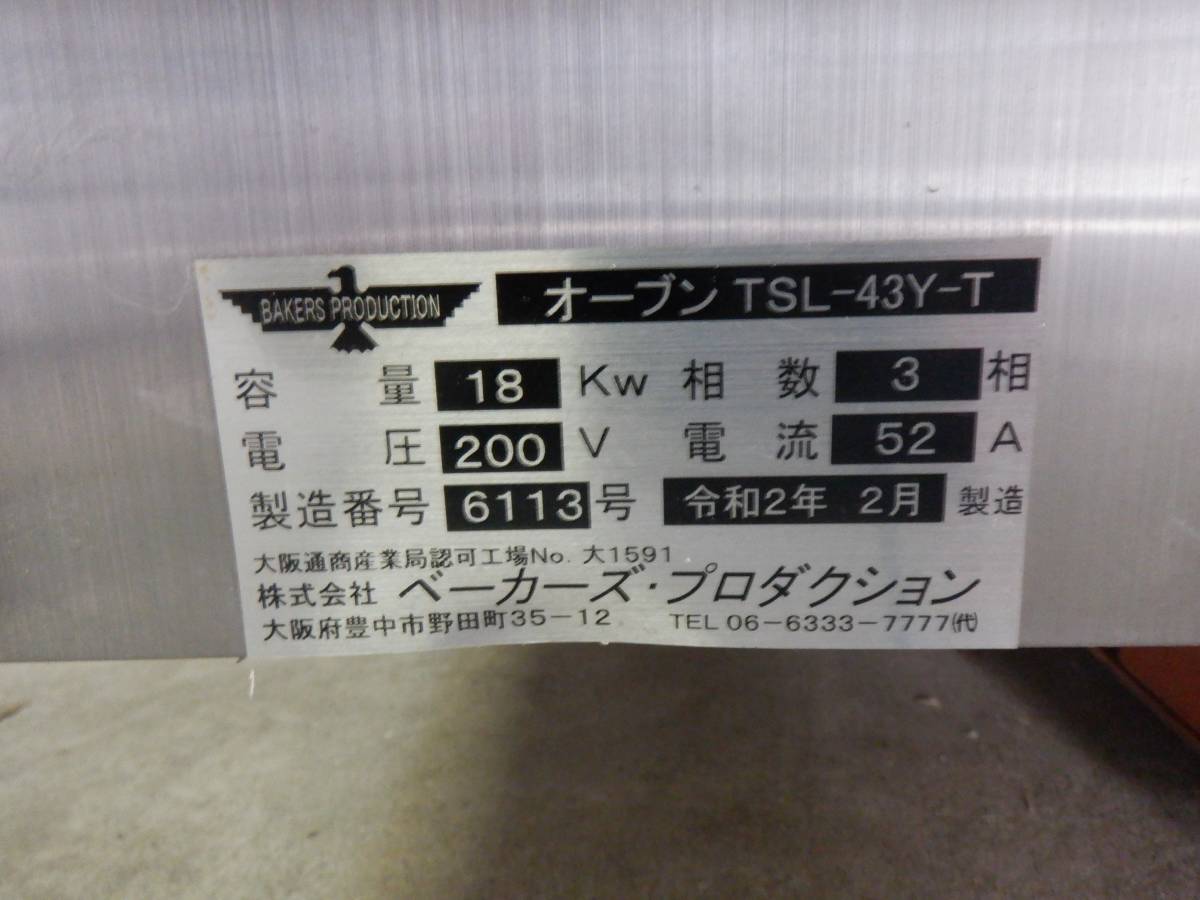 BAKERS PRODUCTION オーブン TSL-43Y-T
容量 18 Kw 相数 3 相
電圧 200 V 電流 52 A
製造番号 6113号 令和2年 2月 製造
大阪通商産業局認可工場No. 大1591
株式会社 ベーカーズ・プロダクション
大阪府豊中市野田町35-12 TEL 06-6333-7777㈹